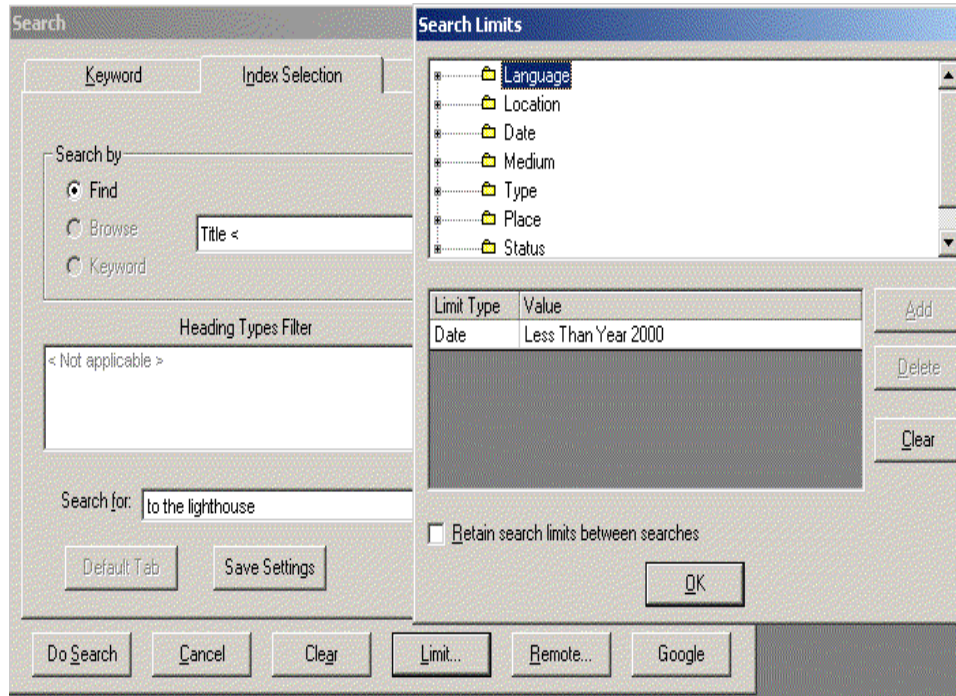 Search
Keyword
Index Selection
Search by
Find
Browse
Title <
Keyword
Heading Types Filter
< Not applicable >
Search for:
to the lighthouse
Default Tab
Save Settings
Do Search
Cancel
Clear
Limit...
Remote...
Google
Search Limits
Language
Location
Date
Medium
Type
Place
Status
Limit Type
Value
Date
Less Than Year 2000
Add
Delete
Clear
Retain search limits between searches
OK